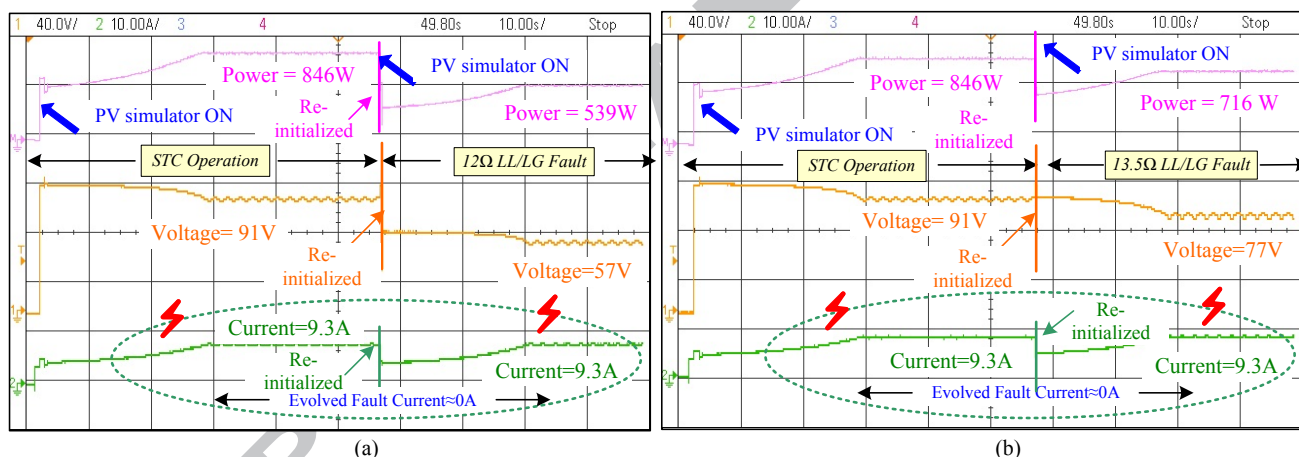 1 40.0V/ 2 10.00A/ 3 4 49.80s 10.00s/ Stop
Power = 846W
PV simulator ON
Re-
initialized
Power = 539W
PV simulator ON
STC Operation
12Ω LL/LG Fault
Voltage= 91V
Re-
initialized
Voltage=57V
Current=9.3A
Re-
initialized
Current=9.3A
Evolved Fault Current≈0A
(a)
1 40.0V/ 2 10.00A/ 3 4 49.80s 10.00s/ Stop
PV simulator ON
Power = 846W
Power = 716 W
Re-
initialized
PV simulator ON
STC Operation
13.5Ω LL/LG Fault
Voltage= 91V
Re-
initialized
Voltage=77V
Re-
initialized
Current=9.3A
Current=9.3A
Evolved Fault Current≈0A
(b)